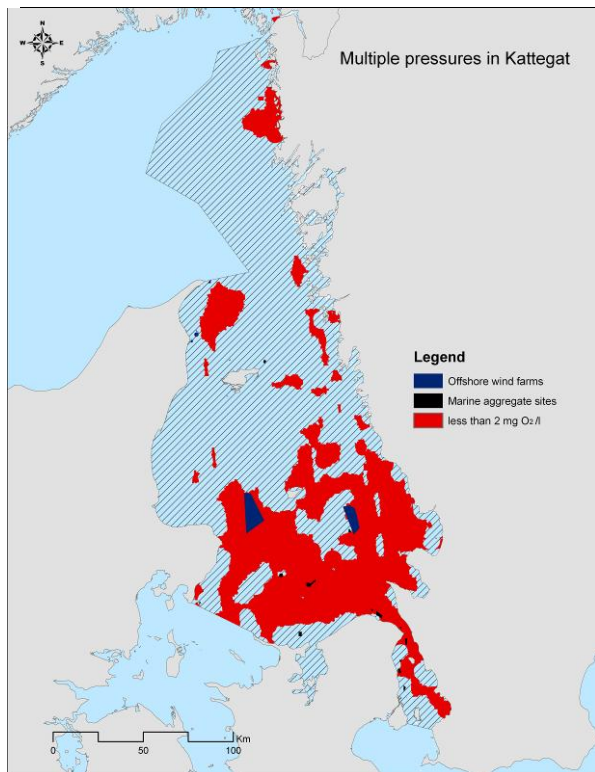 N
W E
S
Multiple pressures in Kattegat
Legend
Offshore wind farms
Marine aggregate sites
less than 2 mg O2/l
Km
0 50 100